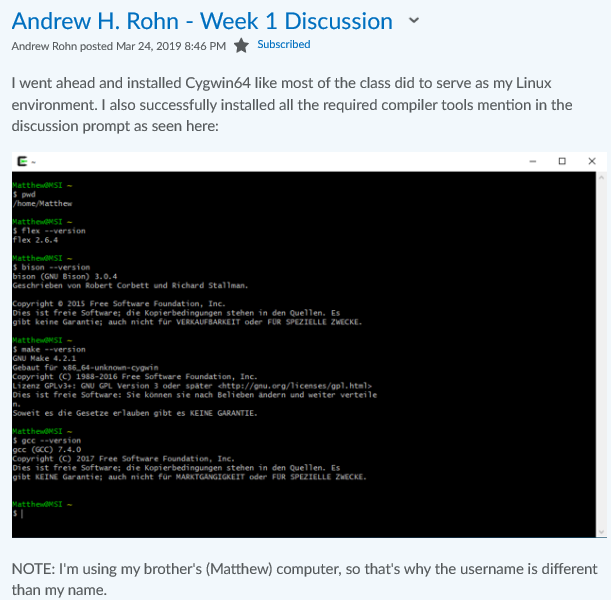 Andrew H. Rohn - Week 1 Discussion
Andrew Rohn posted Mar 24, 2019 8:46 PM Subscribed
I went ahead and installed Cygwin64 like most of the class did to serve as my Linux
environment. I also successfully installed all the required compiler tools mention in the
discussion prompt as seen here:
~
Matthew@MSI ~
$ pwd
/home/Matthew
Matthew@MSI ~
$ flex --version
flex 2.6.4
Matthew@MSI ~
$ bison --version
bison (GNU Bison) 3.0.4
Geschrieben von Robert Corbett und Richard Stallman.
Copyright © 2015 Free Software Foundation, Inc.
Dies ist freie Software; die Kopierbedingungen stehen in den Quellen. Es
gibt keine Garantie; auch nicht für VERKAUFBARKEIT oder FÜR SPEZIELLE ZWECKE.
Matthew@MSI ~
$ make --version
GNU Make 4.2.1
Gebaut für x86_64-unknown-cygwin
Copyright (C) 1988-2016 Free Software Foundation, Inc.
Lizenz GPLv3+: GNU GPL Version 3 oder später <http://gnu.org/licenses/gpl.html>
Dies ist freie Software: Sie können sie nach Belieben ändern und weiter verteile
n.
Soweit es die Gesetze erlauben gibt es KEINE GARANTIE.
Matthew@MSI ~
$ gcc --version
gcc (GCC) 7.4.0
Copyright (C) 2017 Free Software Foundation, Inc.
Dies ist freie Software; die Kopierbedingungen stehen in den Quellen. Es
gibt KEINE Garantie; auch nicht für MARKTGÄNGIGKEIT oder FÜR SPEZIELLE ZWECKE.
Matthew@MSI ~
$
NOTE: I'm using my brother's (Matthew) computer, so that's why the username is different
than my name.